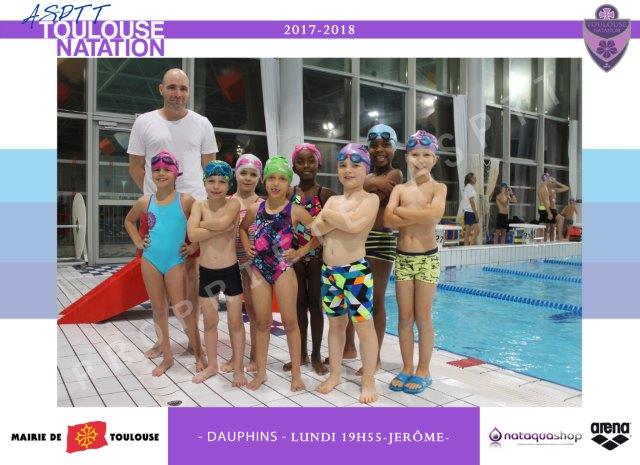 ASPTT
TOULOUSE
NATATION
2017-2018
TOULOUSE
NATATION
MAIRIE DE TOULOUSE
- DAUPHINS - LUNDI 19H55-JERÔME-
nataquashop
arena